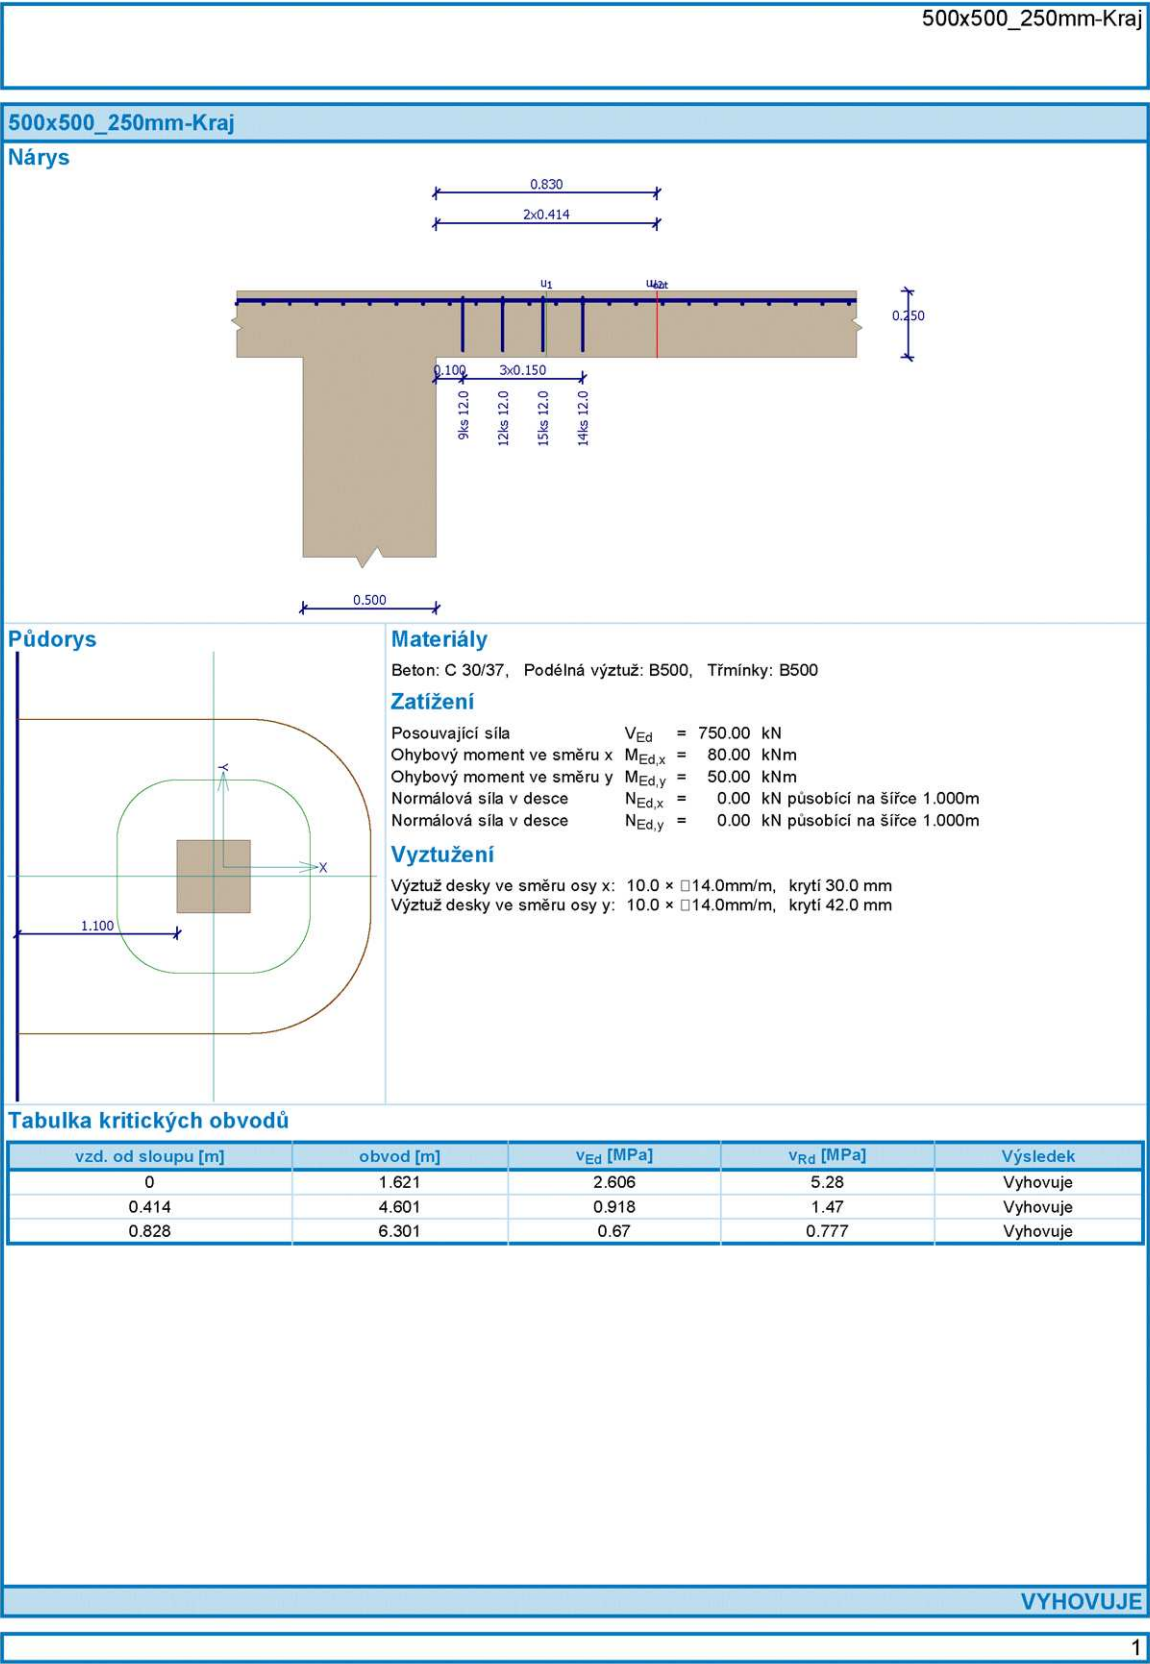 500x500_250mm-Kraj
500x500_250mm-Kraj
Nárys
0.830
2x0.414
u1
0.250
0.100
3x0.150
9ks 12.0
12ks 12.0
15ks 12.0
14ks 12.0
0.500
Půdorys
Y
X
1.100
Materiály
Beton: C 30/37, Podélná výztuž: B500, Třmínky: B500
Zatížení
Posouvající síla VEd = 750.00 kN
Ohybový moment ve směru x MEd,x = 80.00 kNm
Ohybový moment ve směru y MEd,y = 50.00 kNm
Normálová síla v desce NEd,x = 0.00 kN působící na šířce 1.000m
Normálová síla v desce NEd,y = 0.00 kN působící na šířce 1.000m
Vyztužení
Výztuž desky ve směru osy x: 10.0 × □14.0mm/m, krytí 30.0 mm
Výztuž desky ve směru osy y: 10.0 × □14.0mm/m, krytí 42.0 mm
Tabulka kritických obvodů
vzd. od sloupu [m] obvod [m] vEd [MPa] vRd [MPa] Výsledek
0 1.621 2.606 5.28 Vyhovuje
0.414 4.601 0.918 1.47 Vyhovuje
0.828 6.301 0.67 0.777 Vyhovuje
VYHOVUJE
1